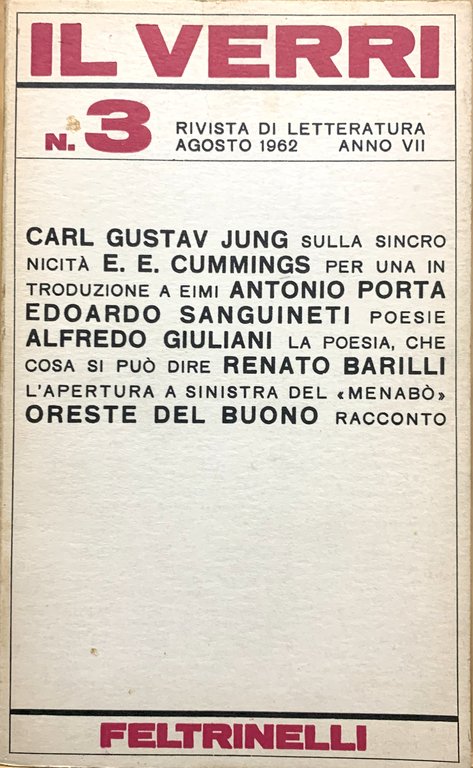 IL VERRI
N. 3 RIVISTA DI LETTERATURA
AGOSTO 1962 ANNO VII
CARL GUSTAV JUNG SULLA SINCRO
NICITÀ E. E. CUMMINGS PER UNA IN
TRODUZIONE A EIMI ANTONIO PORTA
EDOARDO SANGUINETI POESIE
ALFREDO GIULIANI LA POESIA, CHE
COSA SI PUÒ DIRE RENATO BARILLI
L'APERTURA A SINISTRA DEL «MENABÒ»
ORESTE DEL BUONO RACCONTO
FELTRINELLI